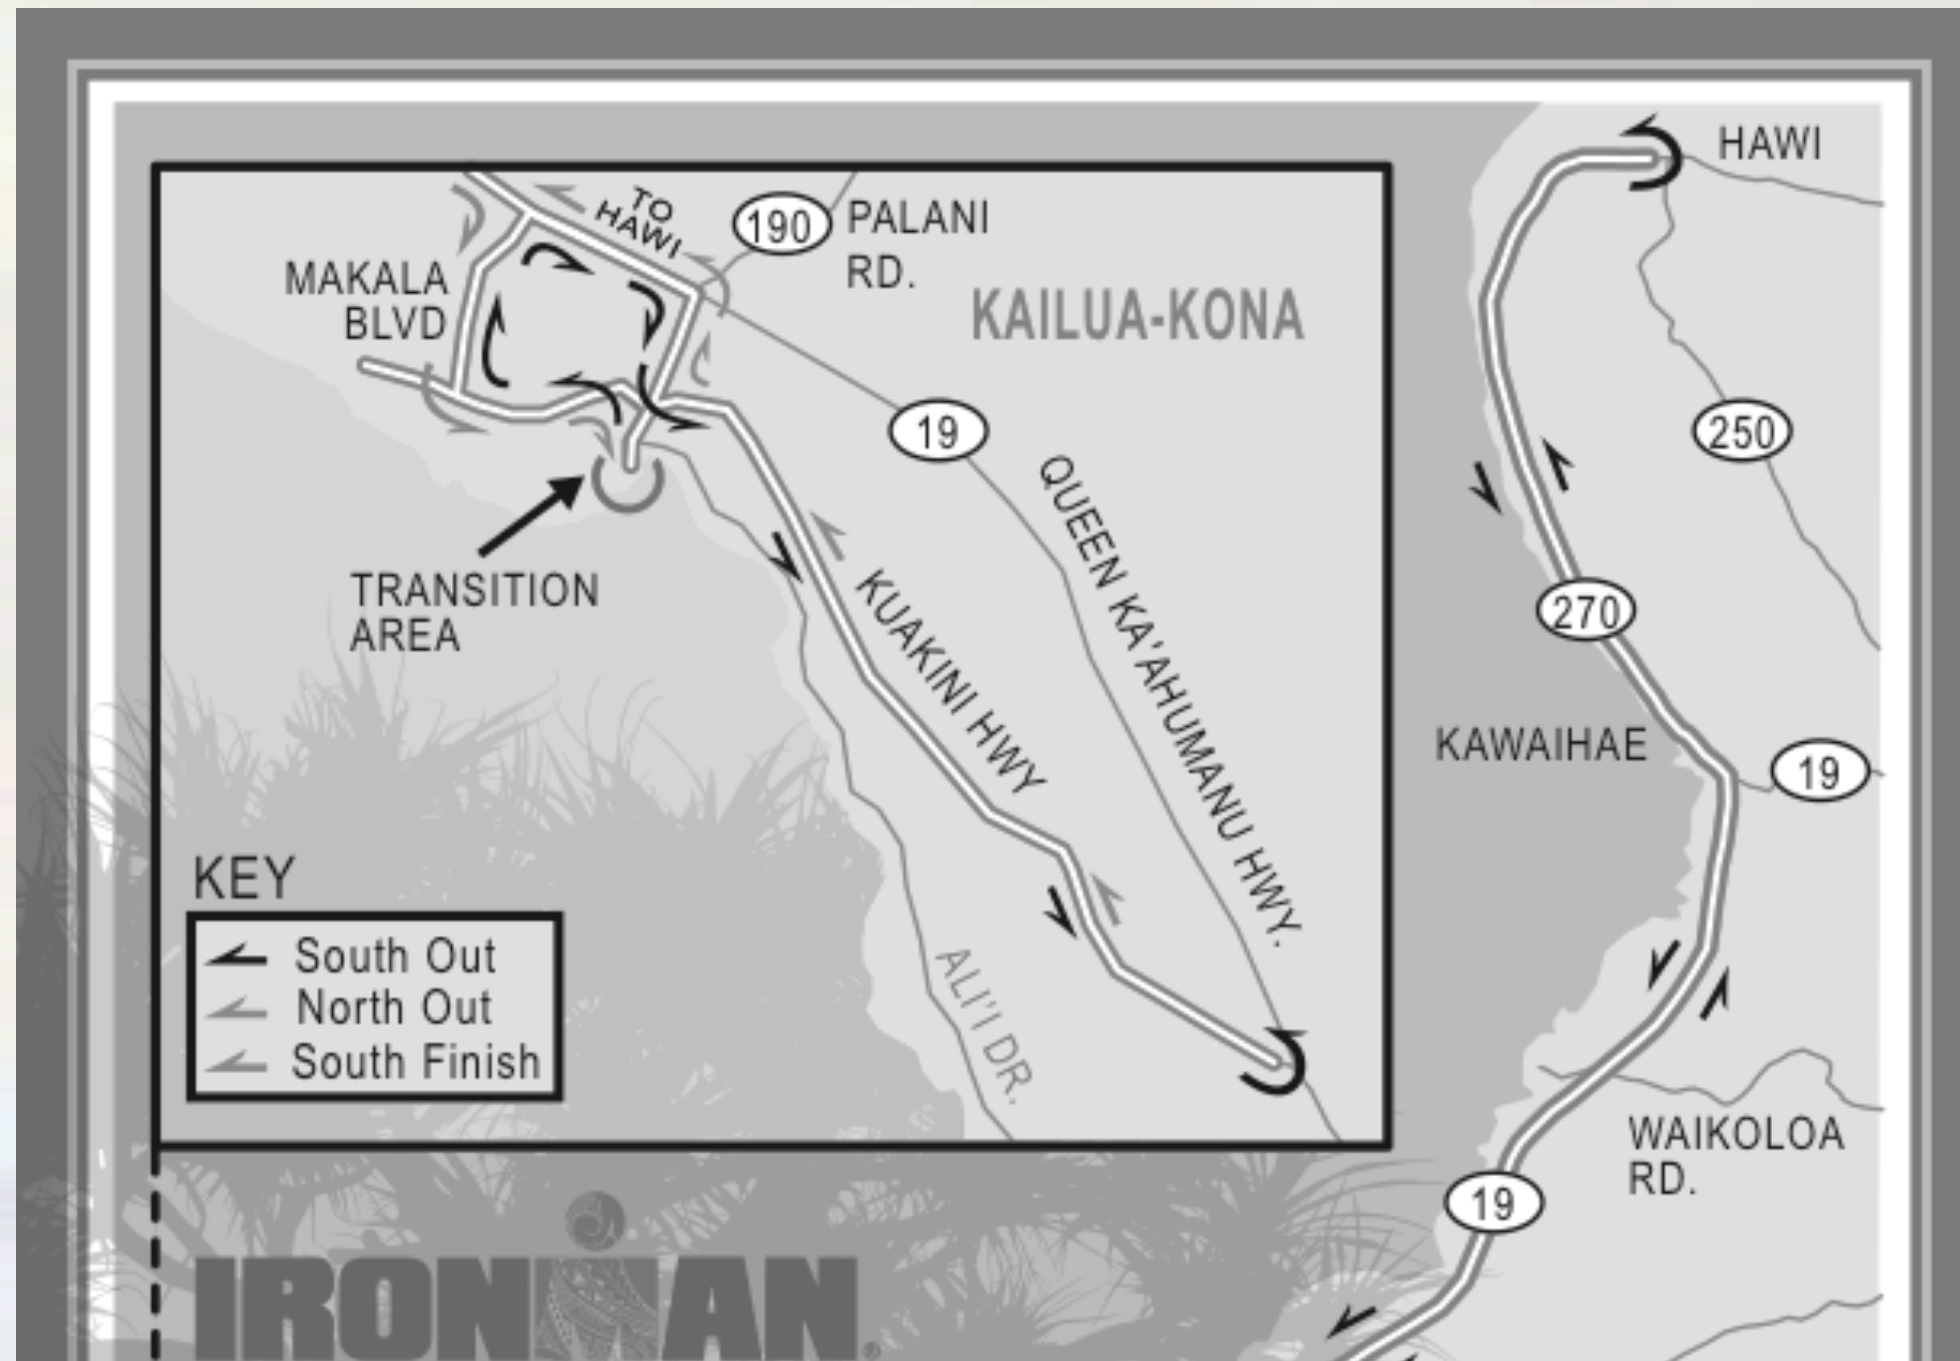 HAWI
TO
HAWI
190
PALANI
RD.
MAKALA
BLVD
KAILUA-KONA
19
250
QUEEN KA'AHUMANU HWY.
TRANSITION
AREA
KUAKINI HWY
270
KAWAIHAE
19
KEY
South Out
North Out
South Finish
ALI'I DR.
WAIKOLOA
RD.
19
IRONMAN®